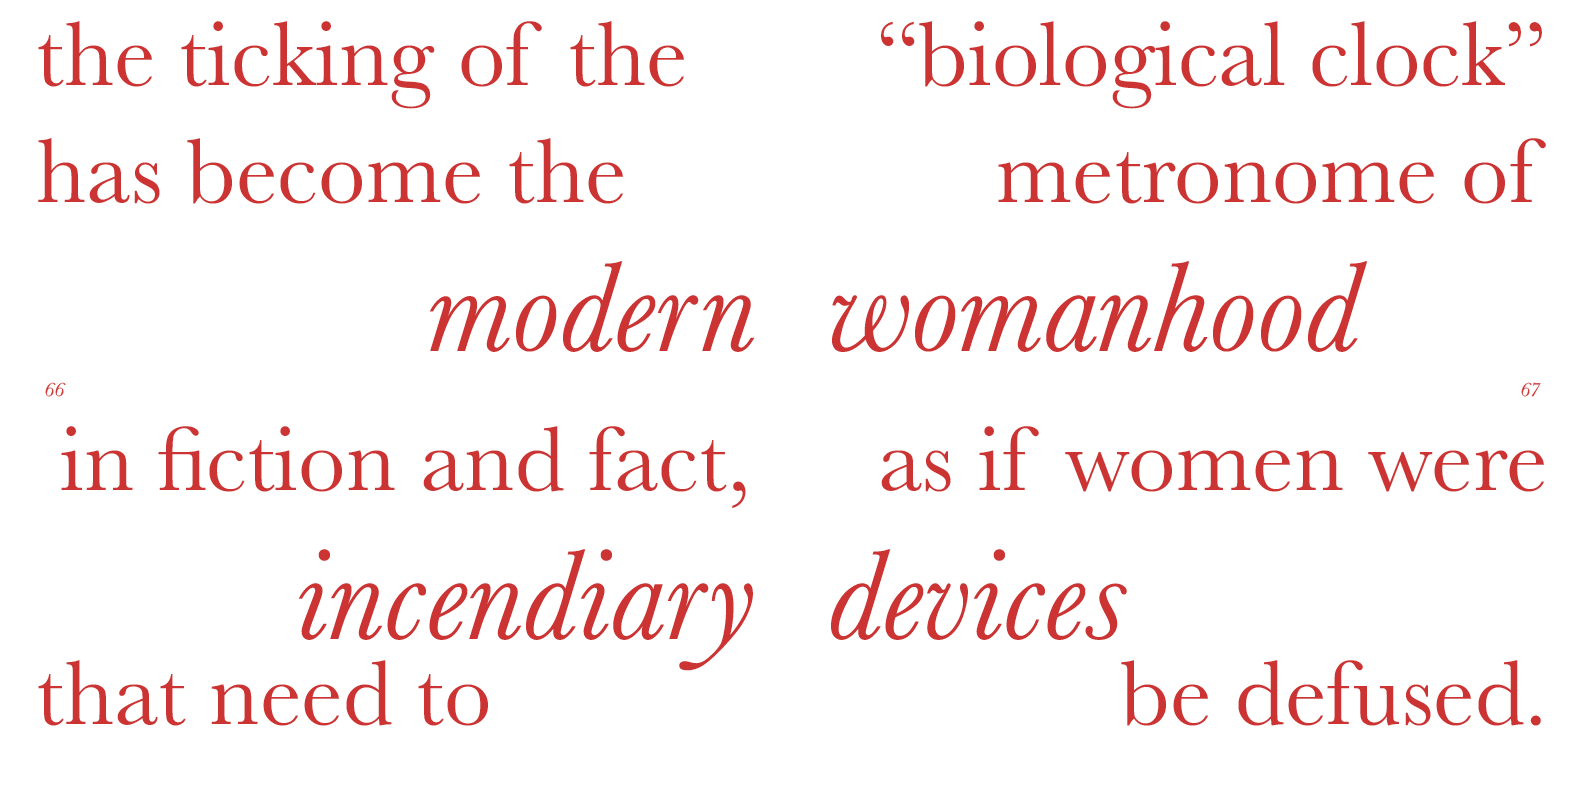 the ticking of the “biological clock”
has become the metronome of
modern womanhood
66 67
in fiction and fact, as if women were
incendiary devices
that need to be defused.